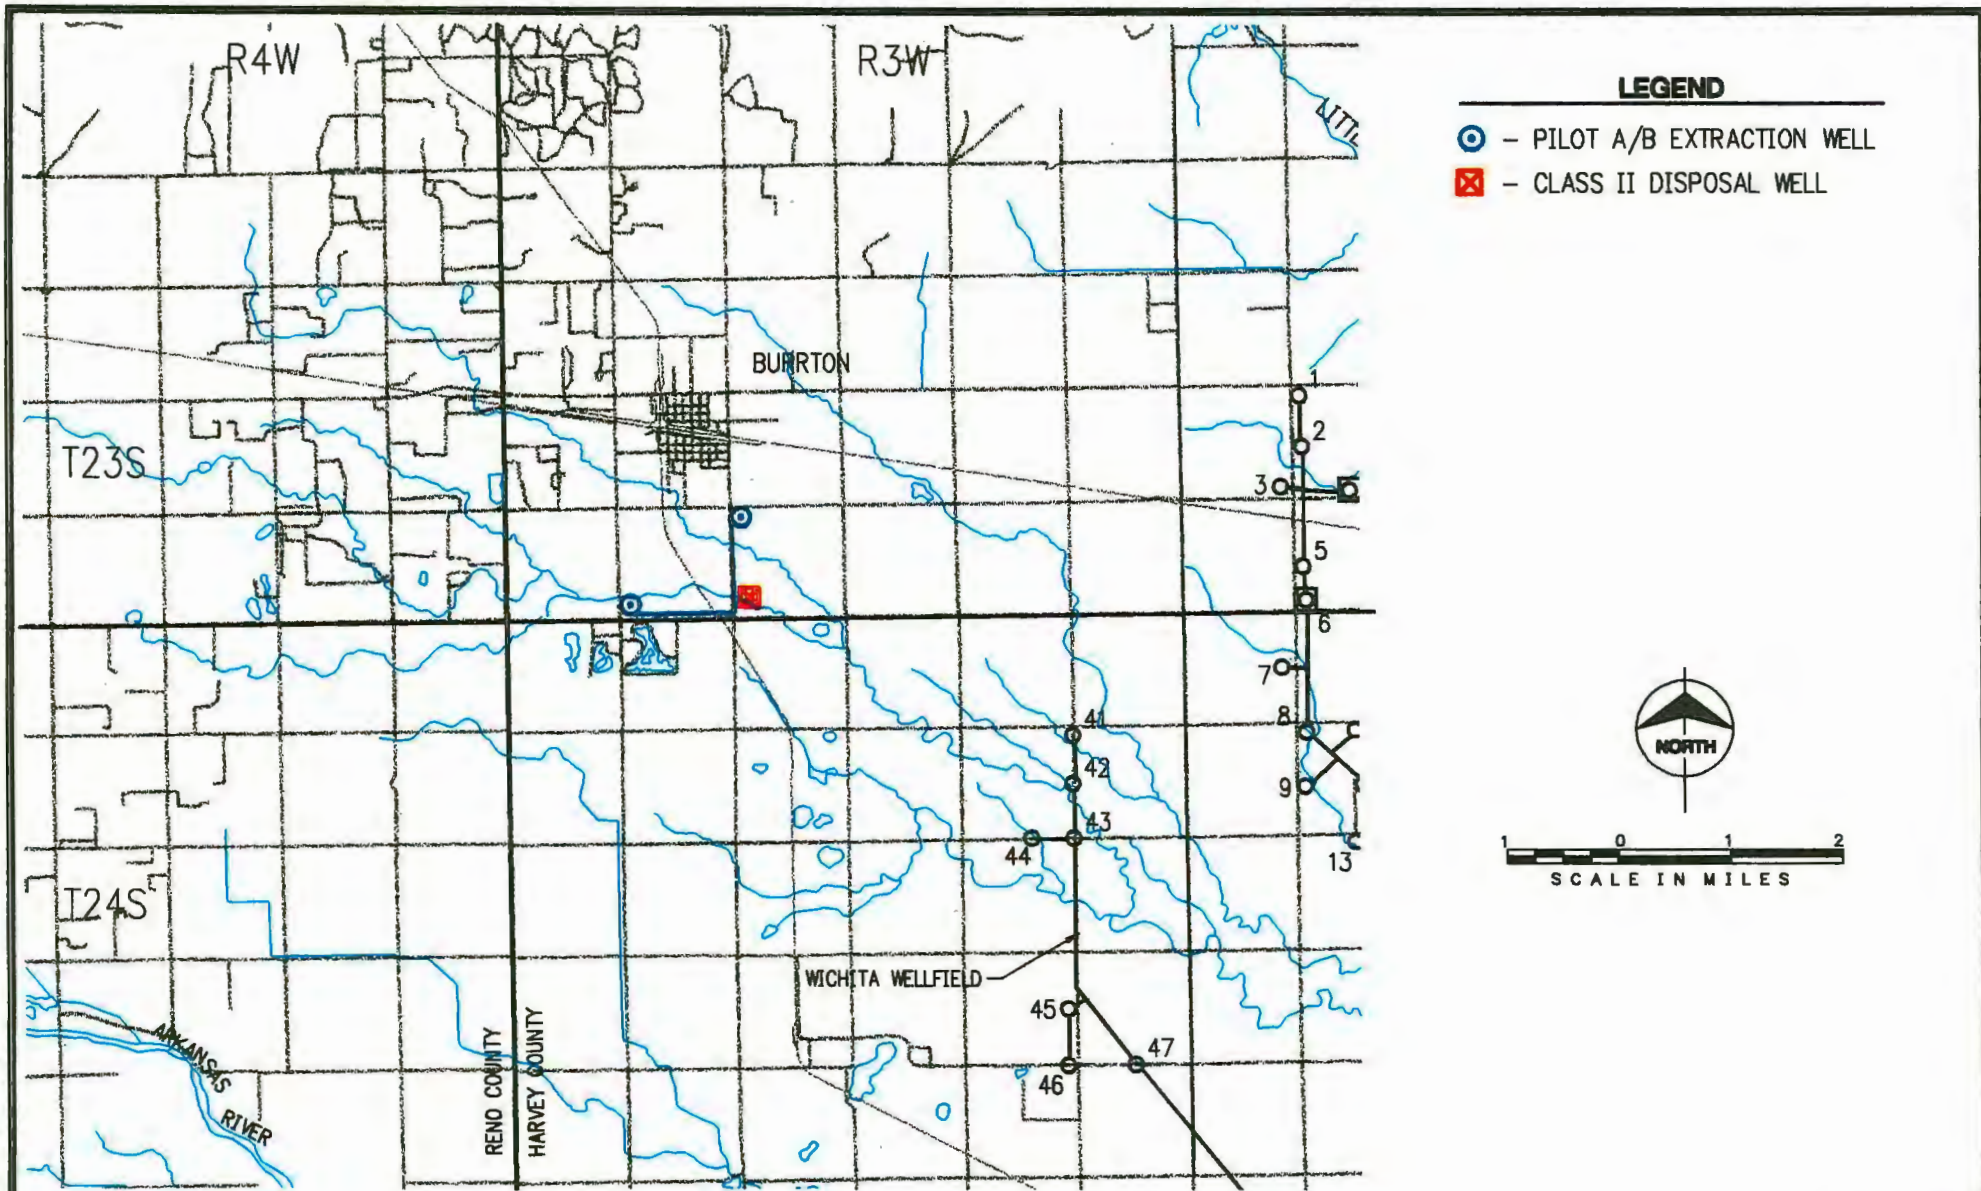 R4W
R3W
LITTL
LEGEND
– PILOT A/B EXTRACTION WELL
– CLASS II DISPOSAL WELL
BURRTON
T23S
1
2
3
5
6
7
8
9
13
41
42
43
44
T24S
WICHITA WELLFIELD
45
46
47
ARKANSAS
RIVER
RENO COUNTY
HARVEY COUNTY
NORTH
1 0 1 2
SCALE IN MILES